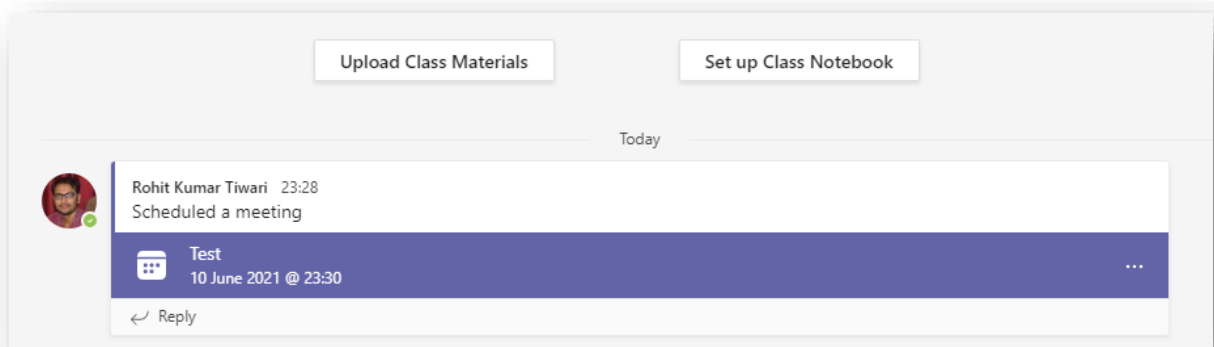 Upload Class Materials
Set up Class Notebook
Today
Rohit Kumar Tiwari 23:28
Scheduled a meeting
Test
10 June 2021 @ 23:30
Reply